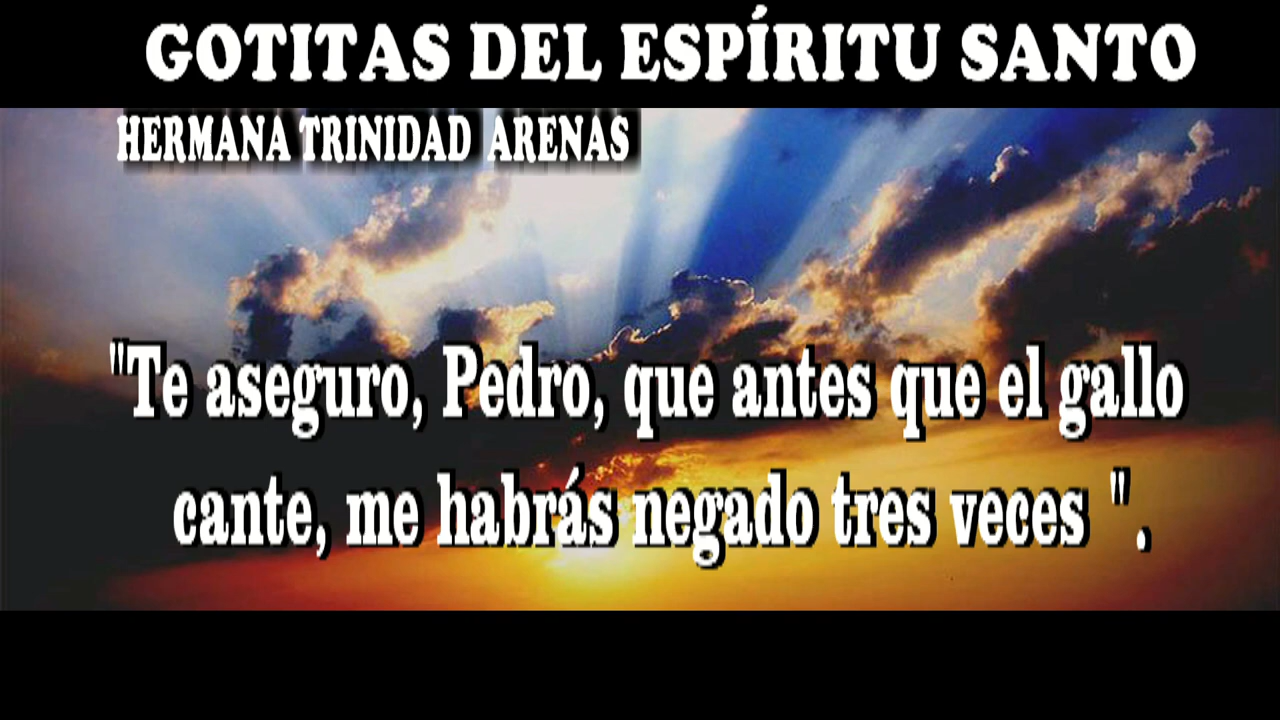 GOTITAS DEL ESPÍRITU SANTO
HERMANA TRINIDAD ARENAS
"Te aseguro, Pedro, que antes que el gallo
cante, me habrás negado tres veces ".